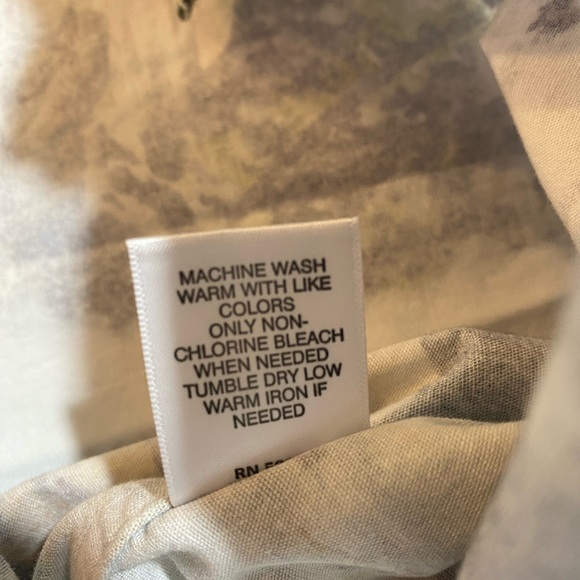 MACHINE WASH
WARM WITH LIKE
COLORS
ONLY NON-
CHLORINE BLEACH
WHEN NEEDED
TUMBLE DRY LOW
WARM IRON IF
NEEDED
RN